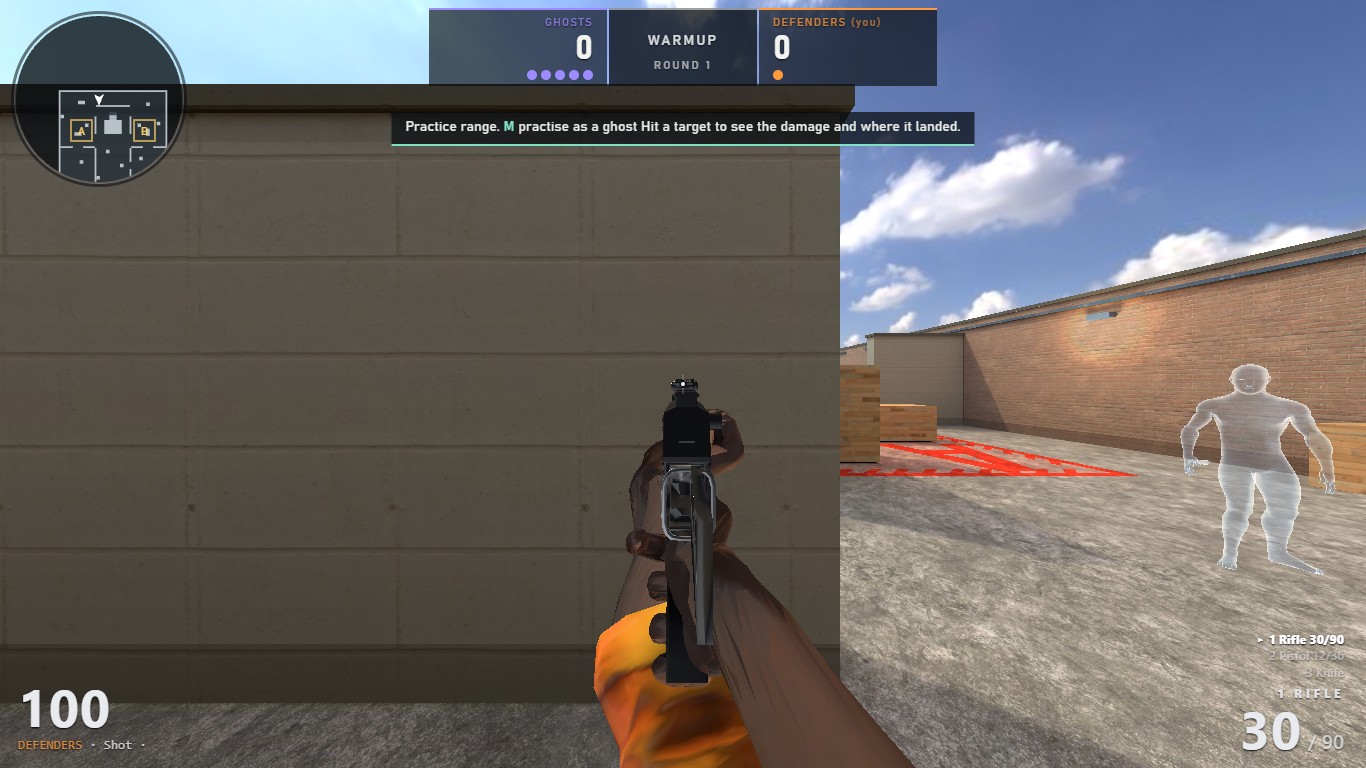 GHOSTS
0
WARMUP
ROUND 1
DEFENDERS (you)
0
A
B
Practice range. M practise as a ghost Hit a target to see the damage and where it landed.
100
DEFENDERS · Shot ·
1 Rifle 30/90
2 Pistol 12/36
3 Knife
1 RIFLE
30 / 90